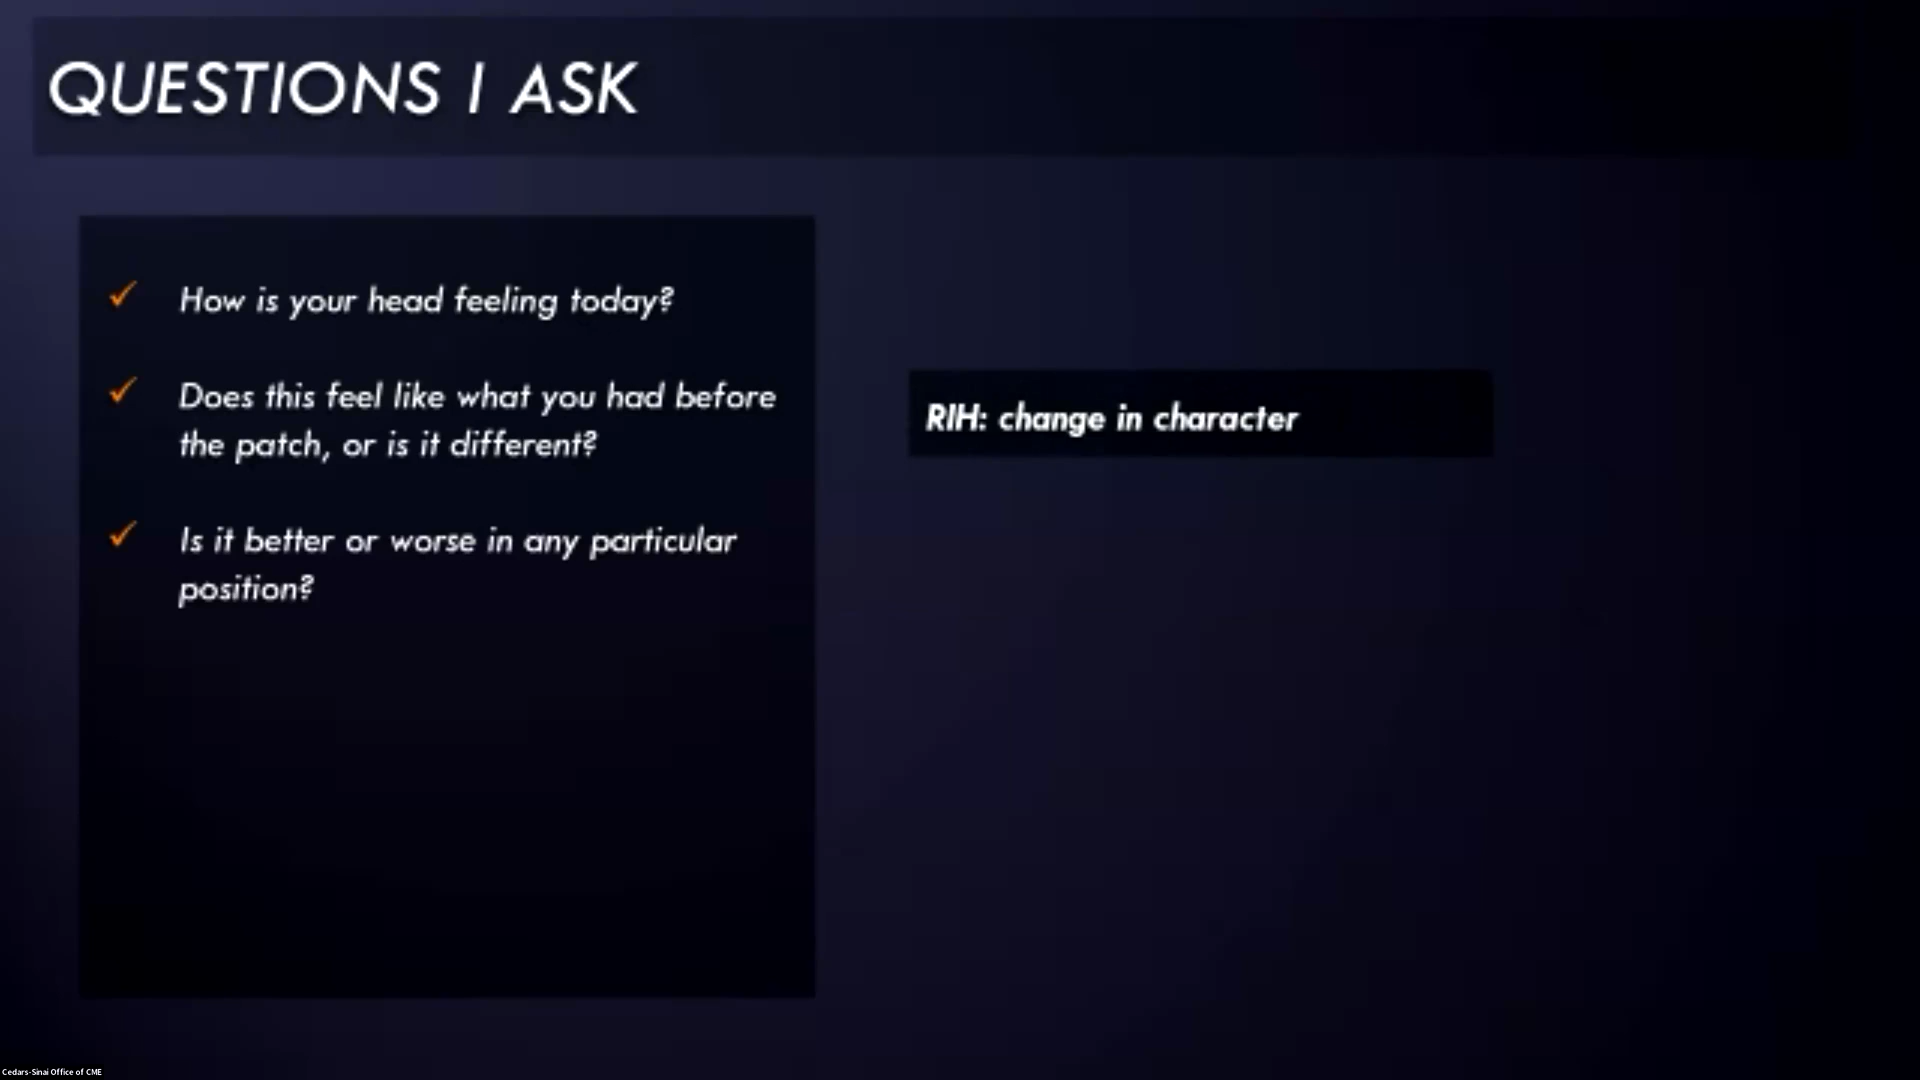 QUESTIONS I ASK
How is your head feeling today?
Does this feel like what you had before
the patch, or is it different?
RIH: change in character
Is it better or worse in any particular
position?
Cedars-Sinai Office of CME